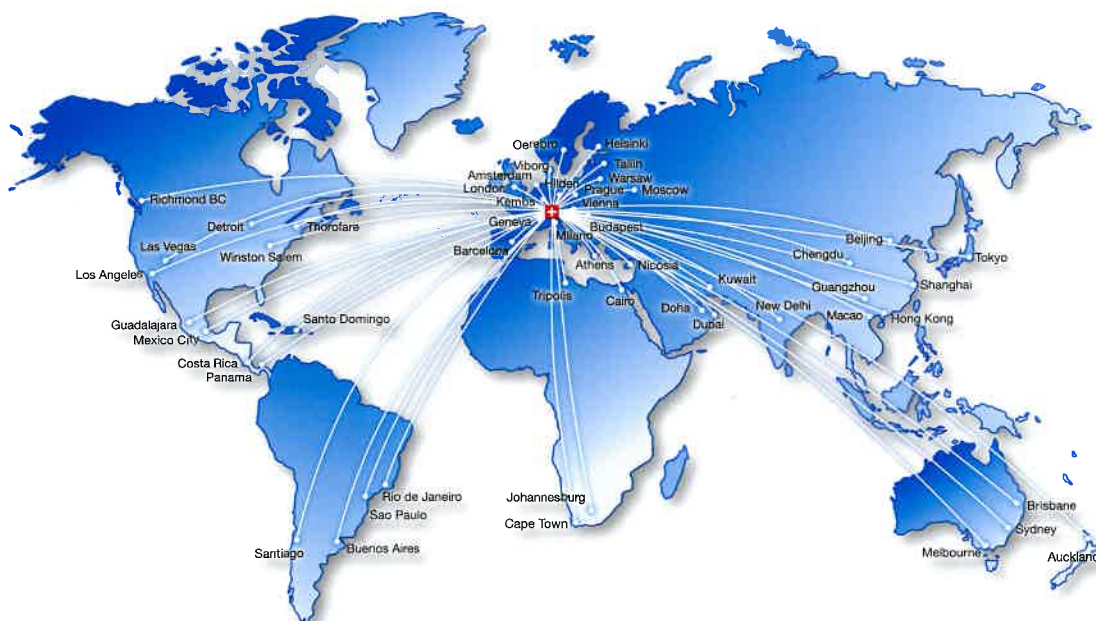 Oerebro
Helsinki
Viborg
Tallin
Amsterdam
Hilden
Warsaw
London
Prague
Moscow
Richmond BC
Kembs
Vienna
Detroit
Thorofare
Geneva
Milano
Budapest
Las Vegas
Winston Salem
Barcelona
Beijing
Los Angeles
Athens
Nicosia
Chengdu
Tokyo
Tripolis
Cairo
Kuwait
Guangzhou
Shanghai
Guadalajara
Santo Domingo
Doha
New Delhi
Macao
Hong Kong
Mexico City
Dubai
Costa Rica
Panama
Rio de Janeiro
Johannesburg
Brisbane
Sao Paulo
Cape Town
Sydney
Santiago
Buenos Aires
Melbourne
Auckland